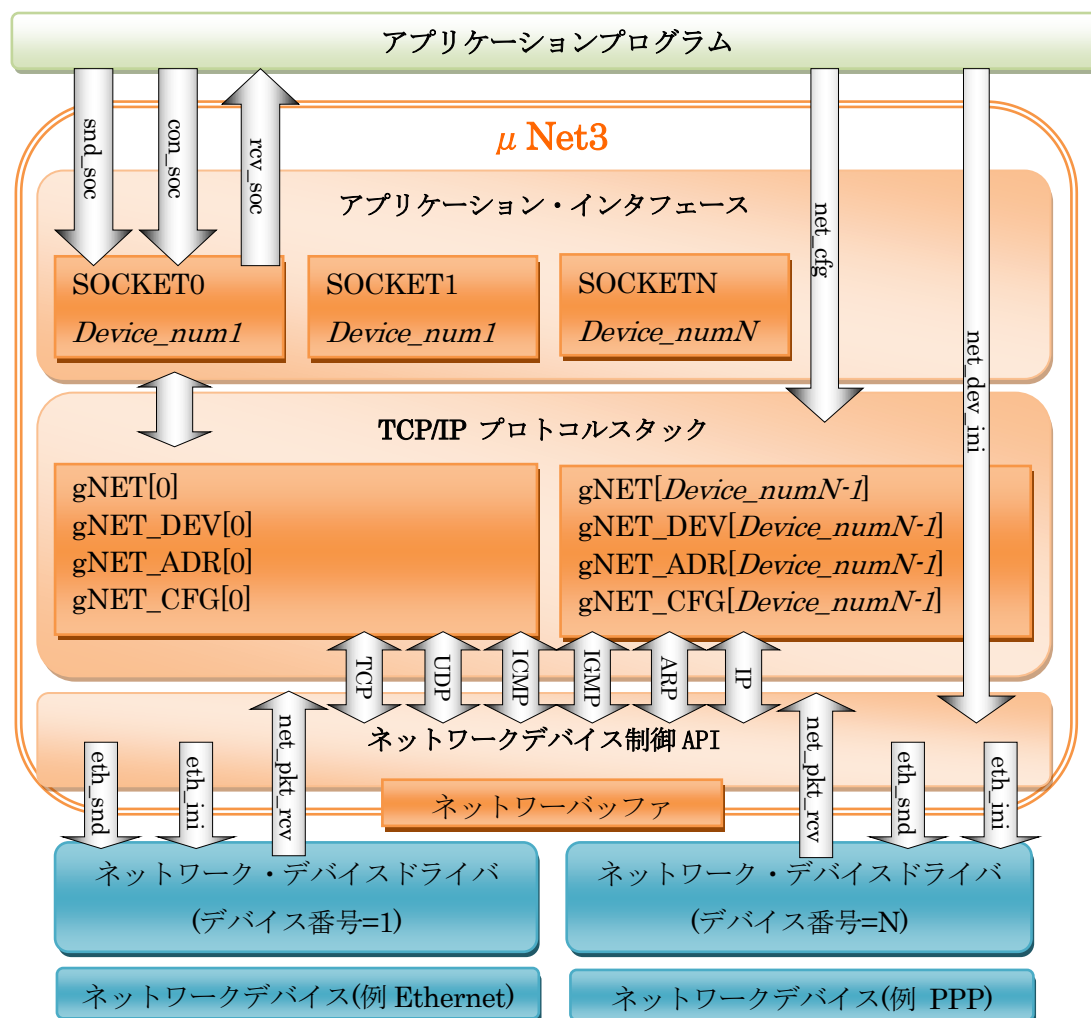 アプリケーションプログラム
snd_soc
con_soc
rcv_soc
net_cfg
net_dev_ini
μ Net3
アプリケーション・インタフェース
SOCKET0
Device_num1
SOCKET1
Device_num1
SOCKETN
Device_numN
TCP/IP プロトコルスタック
gNET[0]
gNET_DEV[0]
gNET_ADR[0]
gNET_CFG[0]
gNET[Device_numN-1]
gNET_DEV[Device_numN-1]
gNET_ADR[Device_numN-1]
gNET_CFG[Device_numN-1]
TCP
UDP
ICMP
IGMP
ARP
IP
ネットワークデバイス制御 API
eth_snd
eth_ini
net_pkt_rcv
net_pkt_rcv
eth_snd
eth_ini
ネットワーバッファ
ネットワーク・デバイスドライバ
(デバイス番号=1)
ネットワーク・デバイスドライバ
(デバイス番号=N)
ネットワークデバイス(例 Ethernet)
ネットワークデバイス(例 PPP)